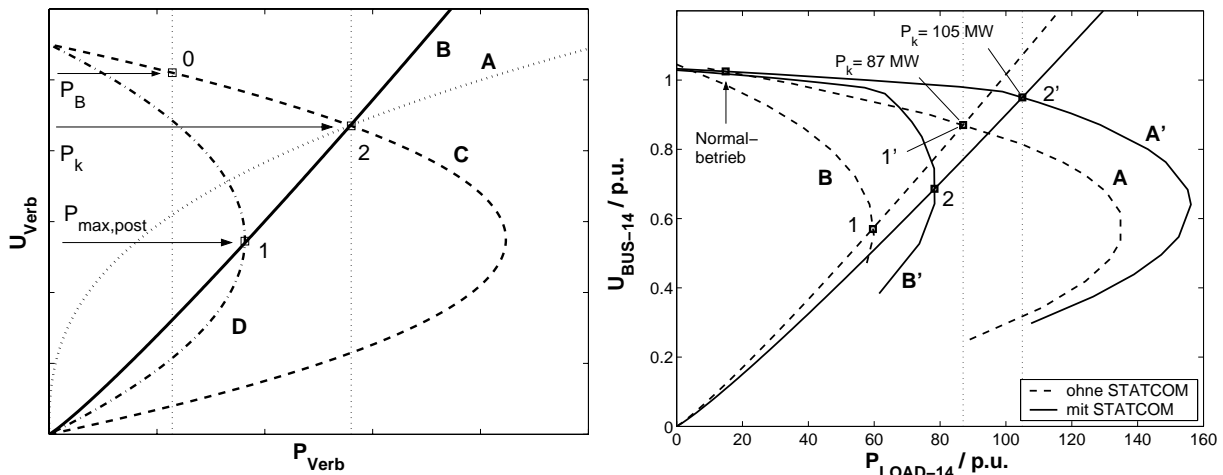 U_Verb
P_Verb
0
P_B
B
A
P_k
2
C
P_max,post
1
D
U_BUS−14 / p.u.
P_LOAD−14 / p.u.
0
0.2
0.4
0.6
0.8
1
0
20
40
60
80
100
120
140
160
P_k= 105 MW
P_k= 87 MW
Normal−
betrieb
2'
1'
A'
A
B
1
2
B'
ohne STATCOM
mit STATCOM